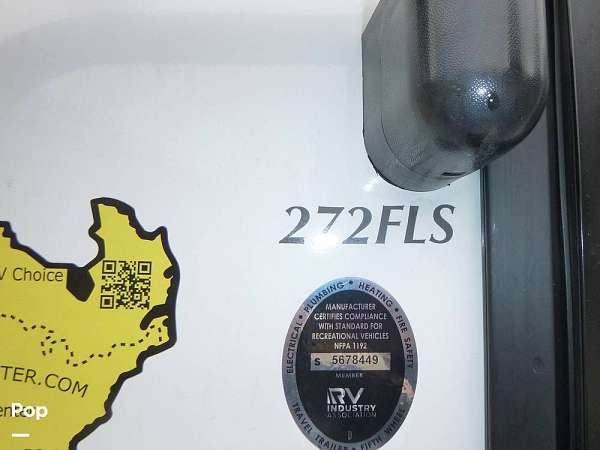 272FLS
V Choice
TER.COM
Pop
ELECTRICAL • PLUMBING • HEATING • FIRE SAFETY
MANUFACTURER
CERTIFIES COMPLIANCE
WITH STANDARD FOR
RECREATIONAL VEHICLES
NFPA 1192
S 5678449
MEMBER
RV
INDUSTRY
ASSOCIATION
D
TRAVEL TRAILER • FIFTH WHEEL